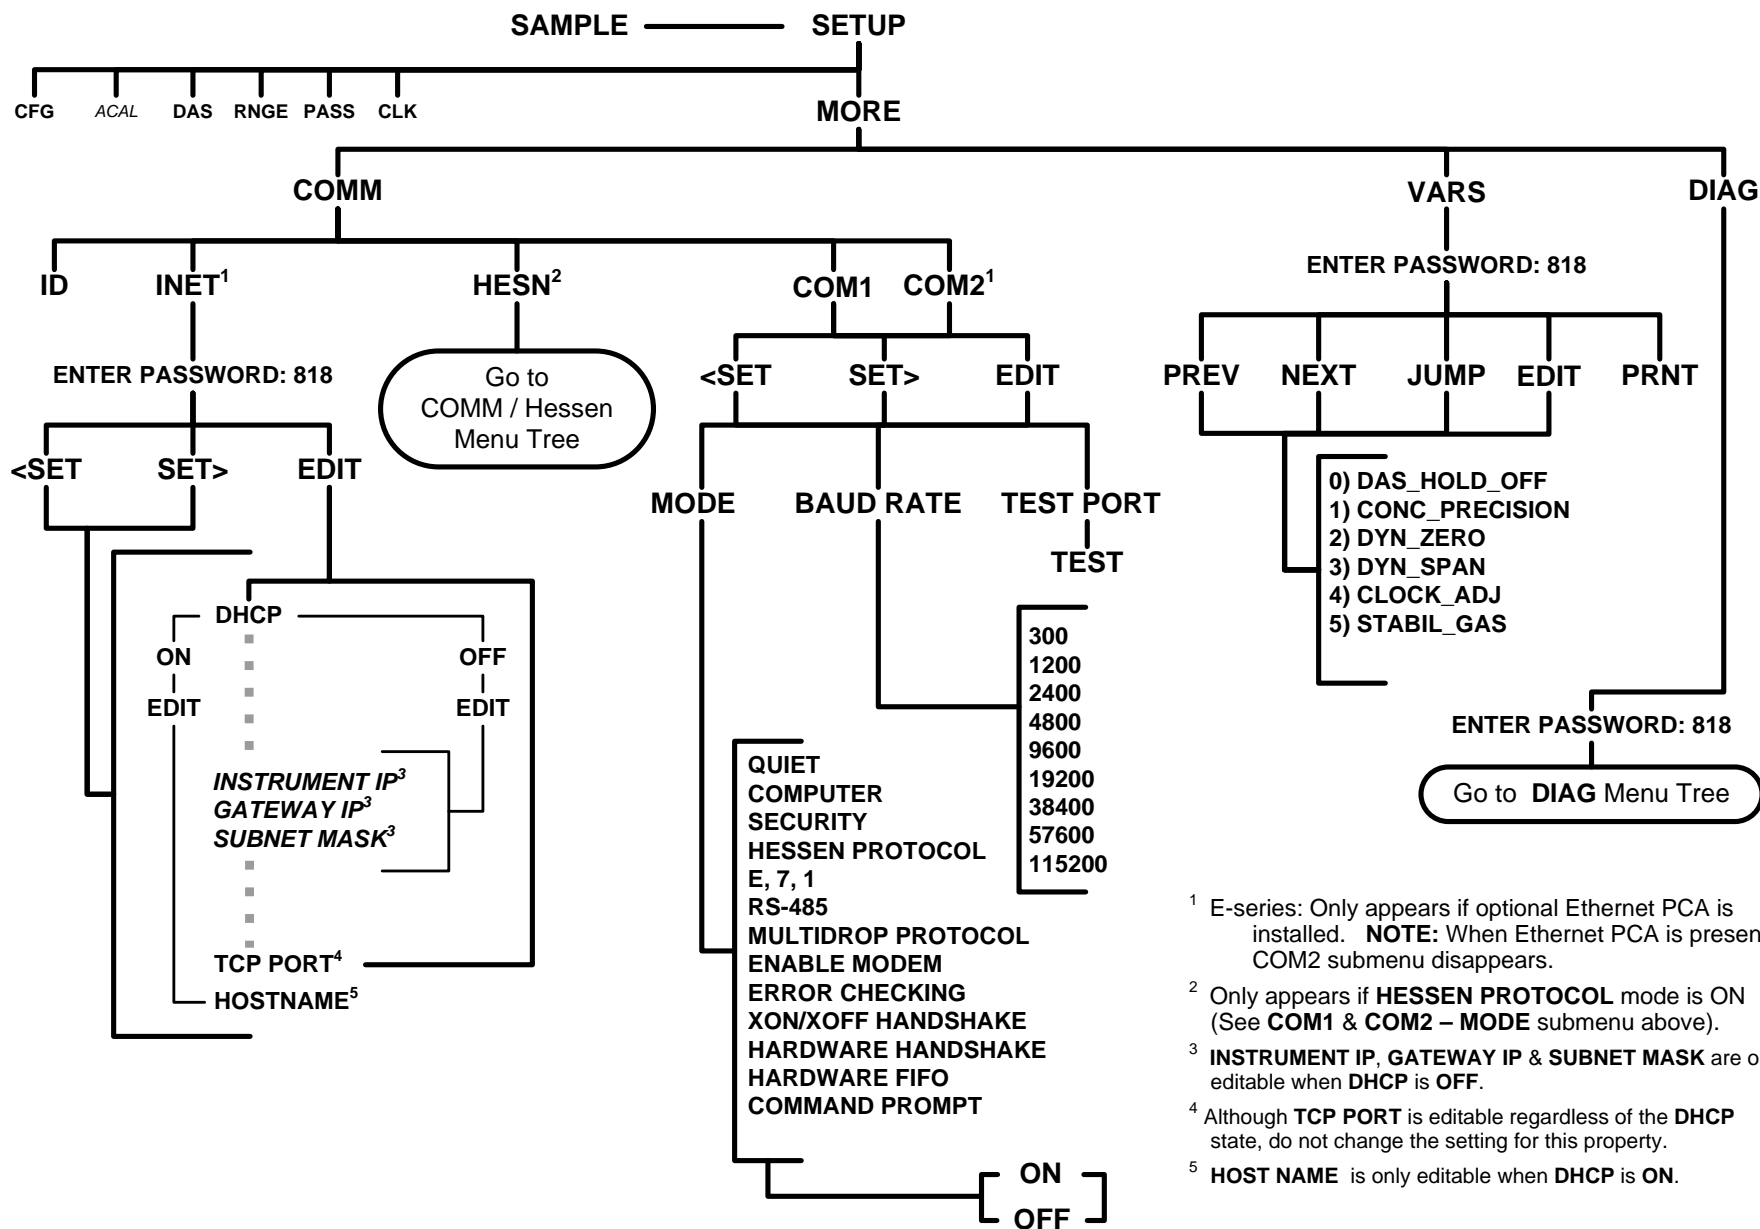 SAMPLE SETUP
CFG ACAL DAS RNGE PASS CLK
MORE
COMM VARS DIAG
ID INET1 HESN2 COM1 COM21
ENTER PASSWORD: 818
ENTER PASSWORD: 818
Go to
COMM / Hessen
Menu Tree
<SET SET> EDIT
PREV NEXT JUMP EDIT PRNT
<SET SET> EDIT
MODE BAUD RATE TEST PORT
TEST
0) DAS_HOLD_OFF
1) CONC_PRECISION
2) DYN_ZERO
3) DYN_SPAN
4) CLOCK_ADJ
5) STABIL_GAS
DHCP
ON OFF
EDIT EDIT
INSTRUMENT IP3
GATEWAY IP3
SUBNET MASK3
TCP PORT4
HOSTNAME5
300
1200
2400
4800
9600
19200
38400
57600
115200
QUIET
COMPUTER
SECURITY
HESSEN PROTOCOL
E, 7, 1
RS-485
MULTIDROP PROTOCOL
ENABLE MODEM
ERROR CHECKING
XON/XOFF HANDSHAKE
HARDWARE HANDSHAKE
HARDWARE FIFO
COMMAND PROMPT
ON
OFF
ENTER PASSWORD: 818
Go to DIAG Menu Tree
1 E-series: Only appears if optional Ethernet PCA is
installed. NOTE: When Ethernet PCA is presen
COM2 submenu disappears.
2 Only appears if HESSEN PROTOCOL mode is ON
(See COM1 & COM2 – MODE submenu above).
3 INSTRUMENT IP, GATEWAY IP & SUBNET MASK are o
editable when DHCP is OFF.
4 Although TCP PORT is editable regardless of the DHCP
state, do not change the setting for this property.
5 HOST NAME is only editable when DHCP is ON.